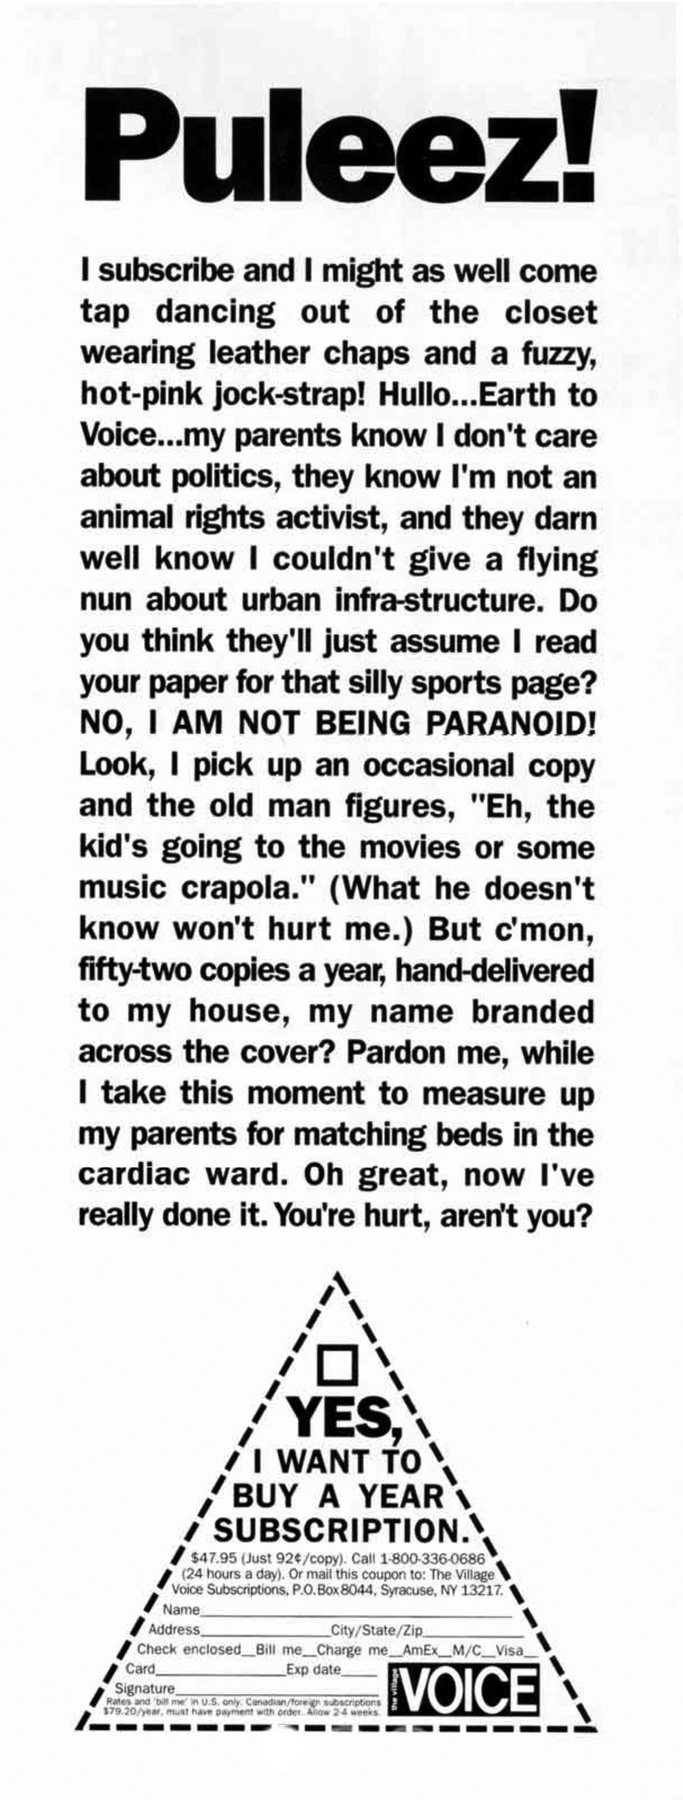 Puleez!
I subscribe and I might as well come
tap dancing out of the closet
wearing leather chaps and a fuzzy,
hot-pink jock-strap! Hullo...Earth to
Voice...my parents know I don't care
about politics, they know I'm not an
animal rights activist, and they darn
well know I couldn't give a flying
nun about urban infra-structure. Do
you think they'll just assume I read
your paper for that silly sports page?
NO, I AM NOT BEING PARANOID!
Look, I pick up an occasional copy
and the old man figures, "Eh, the
kid's going to the movies or some
music crapola." (What he doesn't
know won't hurt me.) But c'mon,
fifty-two copies a year, hand-delivered
to my house, my name branded
across the cover? Pardon me, while
I take this moment to measure up
my parents for matching beds in the
cardiac ward. Oh great, now I've
really done it. You're hurt, aren't you?
YES,
I WANT TO
BUY A YEAR
SUBSCRIPTION.
$47.95 (Just 92¢/copy). Call 1-800-336-0686
(24 hours a day). Or mail this coupon to: The Village
Voice Subscriptions, P.O.Box 8044, Syracuse, NY 13217.
Name
Address City/State/Zip
Check enclosed__Bill me__Charge me__AmEx__M/C__Visa__
Card Exp date
Signature
Rates and 'bill me' in U.S. only. Canadian/foreign subscriptions
$79.20/year, must have payment with order. Allow 2-4 weeks.
the village VOICE